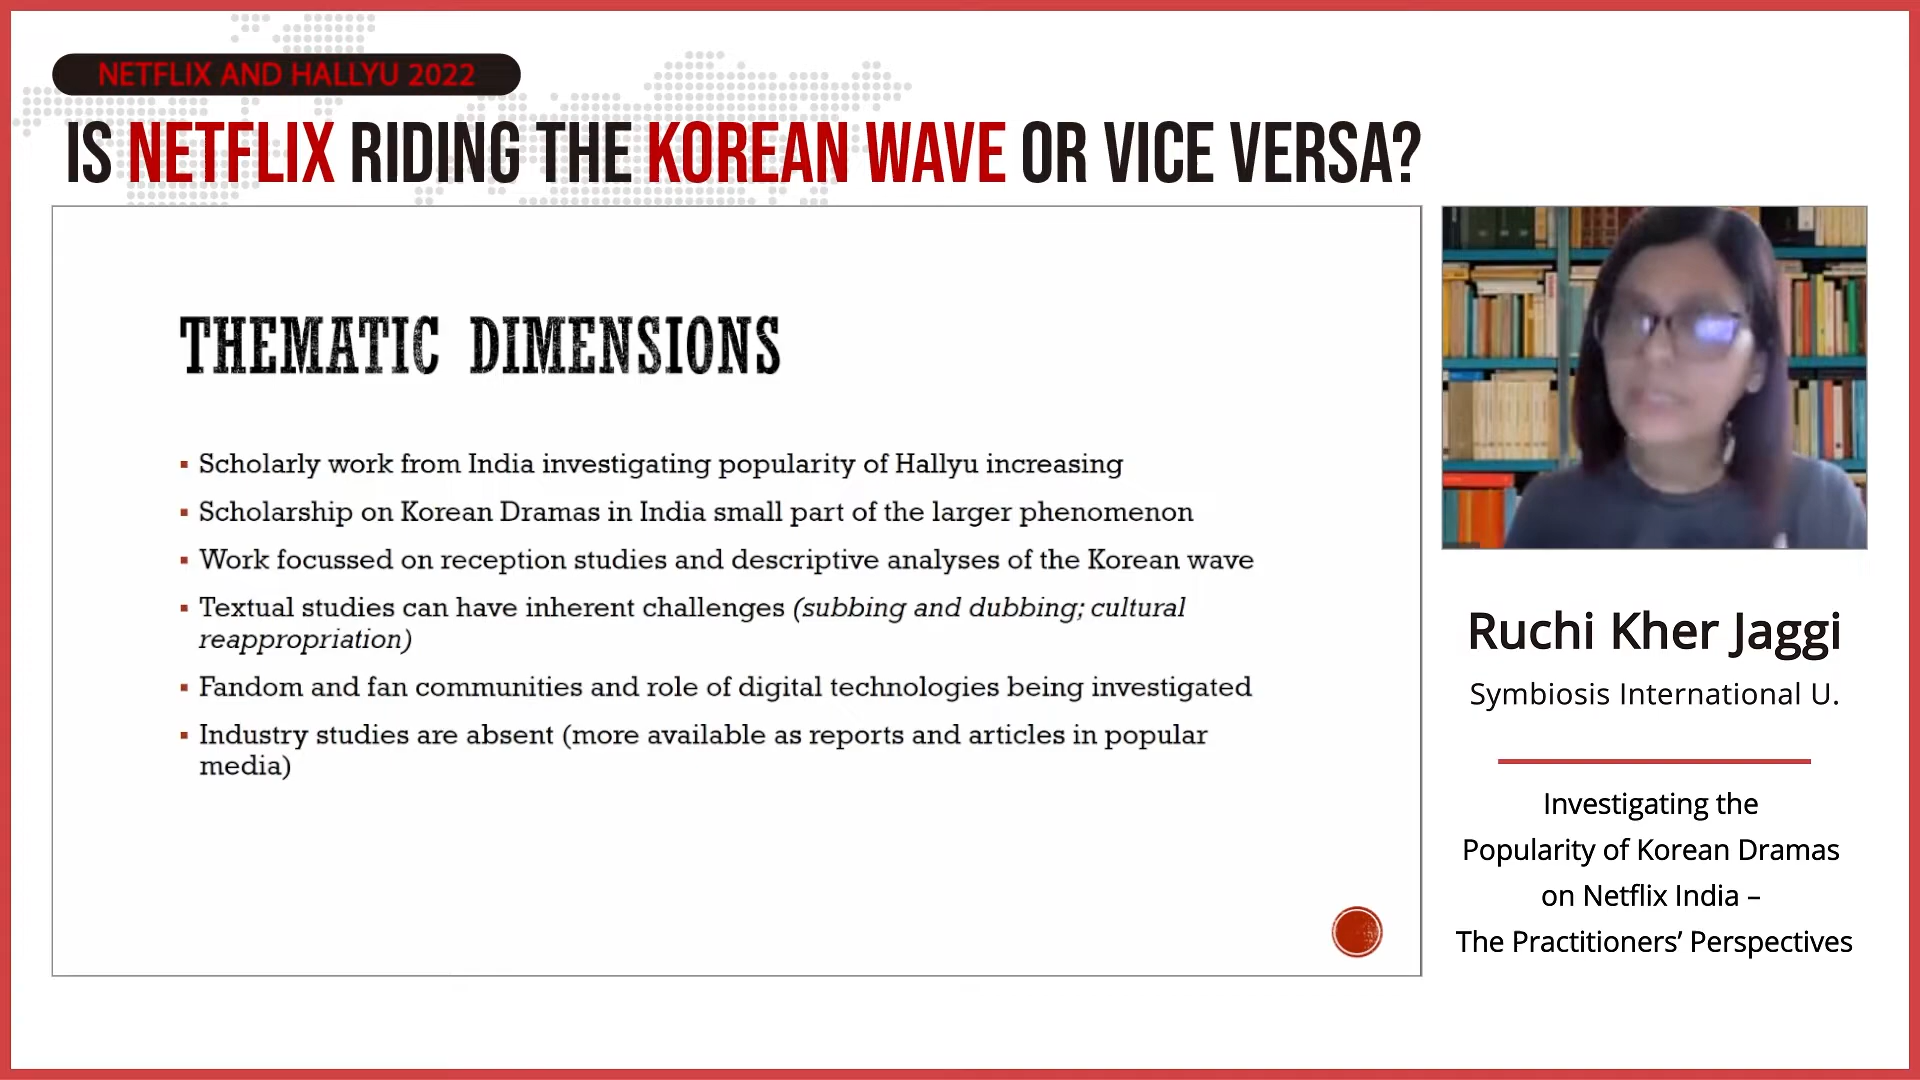 NETFLIX AND HALLYU 2022
IS NETFLIX RIDING THE KOREAN WAVE OR VICE VERSA?
THEMATIC DIMENSIONS
▪ Scholarly work from India investigating popularity of Hallyu increasing
▪ Scholarship on Korean Dramas in India small part of the larger phenomenon
▪ Work focussed on reception studies and descriptive analyses of the Korean wave
▪ Textual studies can have inherent challenges (subbing and dubbing; cultural
reappropriation)
▪ Fandom and fan communities and role of digital technologies being investigated
▪ Industry studies are absent (more available as reports and articles in popular
media)
Ruchi Kher Jaggi
Symbiosis International U.
Investigating the
Popularity of Korean Dramas
on Netflix India –
The Practitioners’ Perspectives